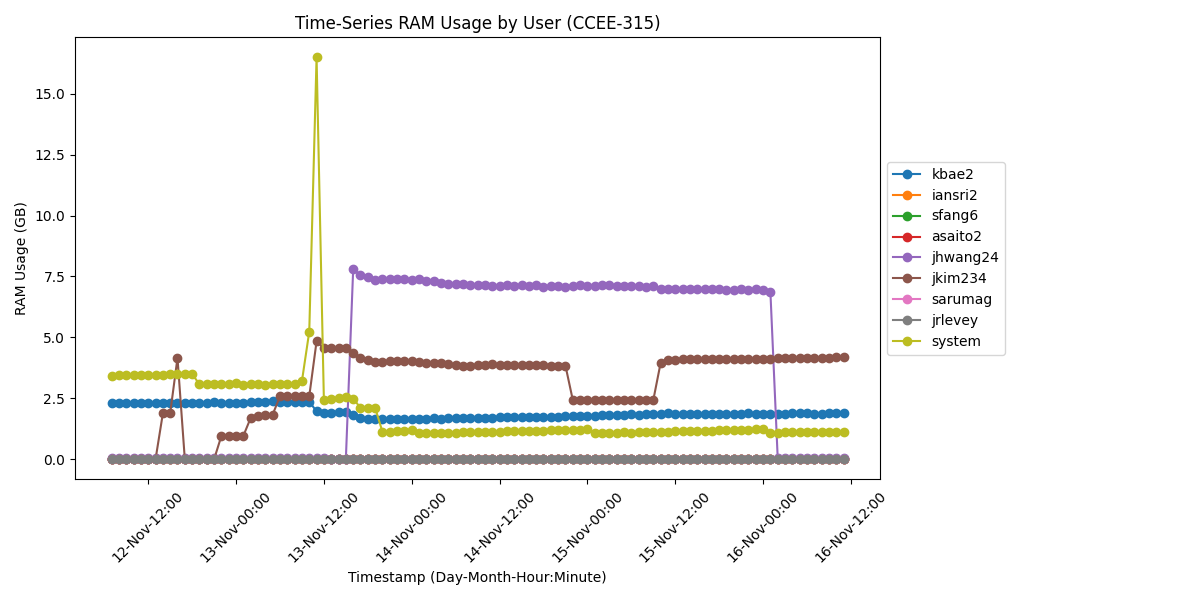 Time-Series RAM Usage by User (CCEE-315)
RAM Usage (GB)
15.0
12.5
10.0
7.5
5.0
2.5
0.0
12-Nov-12:00
13-Nov-00:00
13-Nov-12:00
14-Nov-00:00
14-Nov-12:00
15-Nov-00:00
15-Nov-12:00
16-Nov-00:00
16-Nov-12:00
Timestamp (Day-Month-Hour:Minute)
kbae2
iansri2
sfang6
asaito2
jhwang24
jkim234
sarumag
jrlevey
system